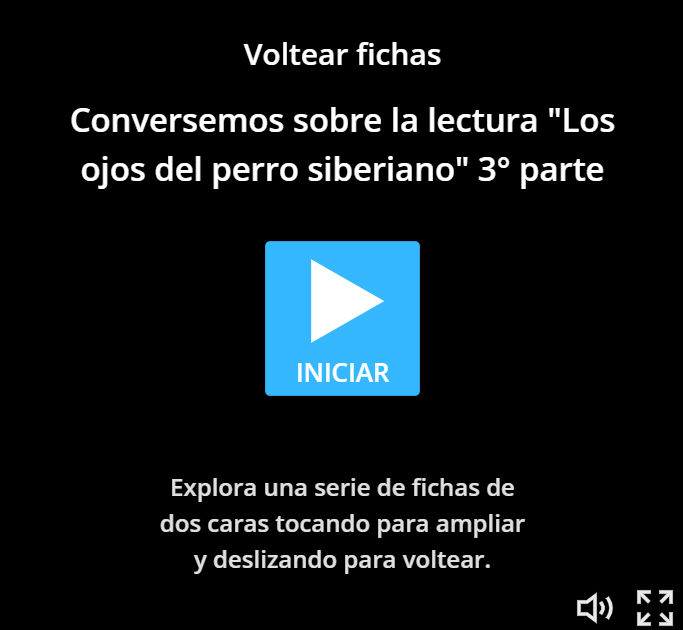 Voltear fichas
Conversemos sobre la lectura "Los
ojos del perro siberiano" 3° parte
INICIAR
Explora una serie de fichas de
dos caras tocando para ampliar
y deslizando para voltear.